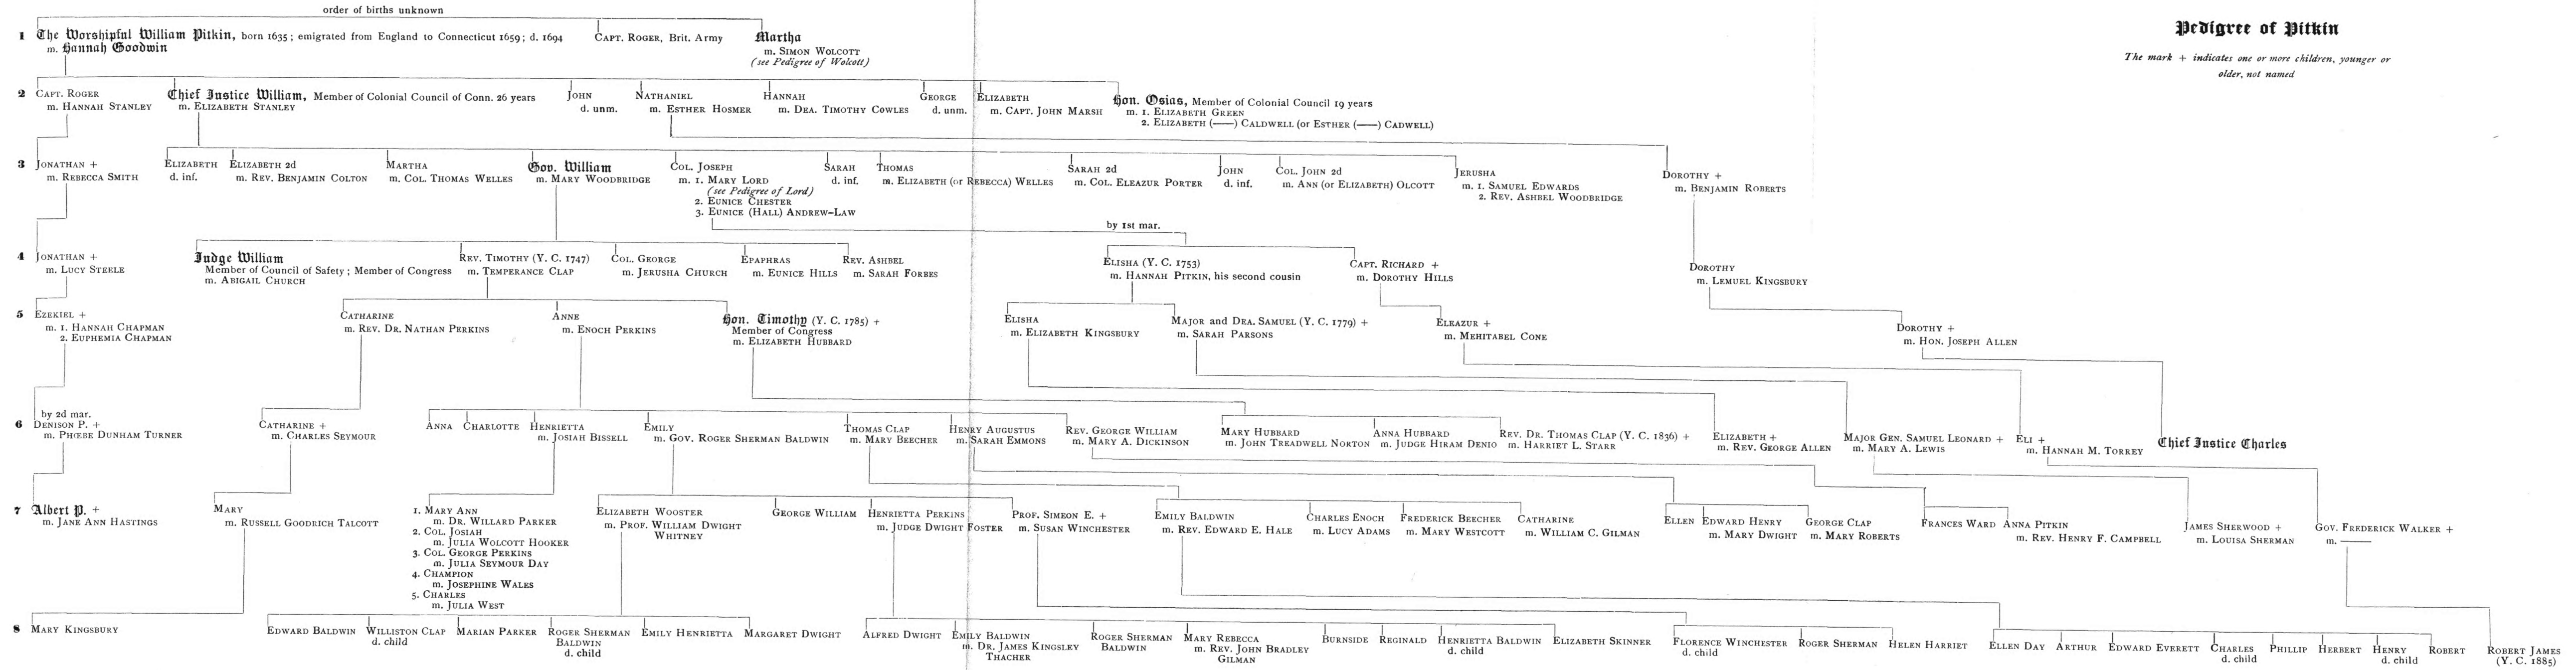 order of births unknown
Pedigree of Pitkin
The mark + indicates one or more children, younger or
older, not named
1 The Worshipful William Pitkin, born 1635; emigrated from England to Connecticut 1659; d. 1694
m. Hannah Goodwin
CAPT. ROGER, Brit. Army
Martha
m. SIMON WOLCOTT
(see Pedigree of Wolcott)
2 CAPT. ROGER
m. HANNAH STANLEY
Chief Justice William, Member of Colonial Council of Conn. 26 years
m. ELIZABETH STANLEY
JOHN
d. unm.
NATHANIEL
m. ESTHER HOSMER
HANNAH
m. DEA. TIMOTHY COWLES
GEORGE
d. unm.
ELIZABETH
m. CAPT. JOHN MARSH
Hon. Osias, Member of Colonial Council 19 years
m. 1. ELIZABETH GREEN
2. ELIZABETH (——) CALDWELL (or ESTHER (——) CADWELL)
3 JONATHAN +
m. REBECCA SMITH
ELIZABETH
d. inf.
ELIZABETH 2d
m. REV. BENJAMIN COLTON
MARTHA
m. COL. THOMAS WELLES
Gov. William
m. MARY WOODBRIDGE
COL. JOSEPH
m. 1. MARY LORD
(see Pedigree of Lord)
2. EUNICE CHESTER
3. EUNICE (HALL) ANDREW-LAW
SARAH
d. inf.
THOMAS
m. ELIZABETH (or REBECCA) WELLES
SARAH 2d
m. COL. ELEAZUR PORTER
JOHN
d. inf.
COL. JOHN 2d
m. ANN (or ELIZABETH) OLCOTT
JERUSHA
m. 1. SAMUEL EDWARDS
2. REV. ASHBEL WOODBRIDGE
DOROTHY +
m. BENJAMIN ROBERTS
by 1st mar.
4 JONATHAN +
m. LUCY STEELE
Judge William
Member of Council of Safety; Member of Congress
m. ABIGAIL CHURCH
REV. TIMOTHY (Y. C. 1747)
m. TEMPERANCE CLAP
COL. GEORGE
m. JERUSHA CHURCH
EPAPHRAS
m. EUNICE HILLS
REV. ASHBEL
m. SARAH FORBES
ELISHA (Y. C. 1753)
m. HANNAH PITKIN, his second cousin
CAPT. RICHARD +
m. DOROTHY HILLS
DOROTHY
m. LEMUEL KINGSBURY
5 EZEKIEL +
m. 1. HANNAH CHAPMAN
2. EUPHEMIA CHAPMAN
CATHARINE
m. REV. DR. NATHAN PERKINS
ANNE
m. ENOCH PERKINS
Hon. Timothy (Y. C. 1785) +
Member of Congress
m. ELIZABETH HUBBARD
ELISHA
m. ELIZABETH KINGSBURY
MAJOR and DEA. SAMUEL (Y. C. 1779) +
m. SARAH PARSONS
ELEAZUR +
m. MEHITABEL CONE
DOROTHY +
m. HON. JOSEPH ALLEN
by 2d mar.
6 DENISON P. +
m. PHŒBE DUNHAM TURNER
CATHARINE +
m. CHARLES SEYMOUR
ANNA
CHARLOTTE
HENRIETTA
m. JOSIAH BISSELL
EMILY
m. GOV. ROGER SHERMAN BALDWIN
THOMAS CLAP
m. MARY BEECHER
HENRY AUGUSTUS
m. SARAH EMMONS
REV. GEORGE WILLIAM
m. MARY A. DICKINSON
MARY HUBBARD
m. JOHN TREADWELL NORTON
ANNA HUBBARD
m. JUDGE HIRAM DENIO
REV. DR. THOMAS CLAP (Y. C. 1836) +
m. HARRIET L. STARR
ELIZABETH +
m. REV. GEORGE ALLEN
MAJOR GEN. SAMUEL LEONARD +
m. MARY A. LEWIS
ELI +
m. HANNAH M. TORREY
Chief Justice Charles
7 Albert P. +
m. JANE ANN HASTINGS
MARY
m. RUSSELL GOODRICH TALCOTT
1. MARY ANN
m. DR. WILLARD PARKER
2. COL. JOSIAH
m. JULIA WOLCOTT HOOKER
3. COL. GEORGE PERKINS
m. JULIA SEYMOUR DAY
4. CHAMPION
m. JOSEPHINE WALES
5. CHARLES
m. JULIA WEST
ELIZABETH WOOSTER
m. PROF. WILLIAM DWIGHT
WHITNEY
GEORGE WILLIAM
HENRIETTA PERKINS
m. JUDGE DWIGHT FOSTER
PROF. SIMEON E. +
m. SUSAN WINCHESTER
EMILY BALDWIN
m. REV. EDWARD E. HALE
CHARLES ENOCH
m. LUCY ADAMS
FREDERICK BEECHER
m. MARY WESTCOTT
CATHARINE
m. WILLIAM C. GILMAN
ELLEN
EDWARD HENRY
m. MARY DWIGHT
GEORGE CLAP
m. MARY ROBERTS
FRANCES WARD
ANNA PITKIN
m. REV. HENRY F. CAMPBELL
JAMES SHERWOOD +
m. LOUISA SHERMAN
GOV. FREDERICK WALKER +
m. ——
8 MARY KINGSBURY
EDWARD BALDWIN
WILLISTON CLAP
d. child
MARIAN PARKER
ROGER SHERMAN
BALDWIN
d. child
EMILY HENRIETTA
MARGARET DWIGHT
ALFRED DWIGHT
EMILY BALDWIN
m. DR. JAMES KINGSLEY
THACHER
ROGER SHERMAN
BALDWIN
MARY REBECCA
m. REV. JOHN BRADLEY
GILMAN
BURNSIDE
REGINALD
HENRIETTA BALDWIN
d. child
ELIZABETH SKINNER
FLORENCE WINCHESTER
d. child
ROGER SHERMAN
HELEN HARRIET
ELLEN DAY
ARTHUR
EDWARD EVERETT
CHARLES
d. child
PHILLIP
HERBERT
HENRY
d. child
ROBERT
ROBERT JAMES
(Y. C. 1885)